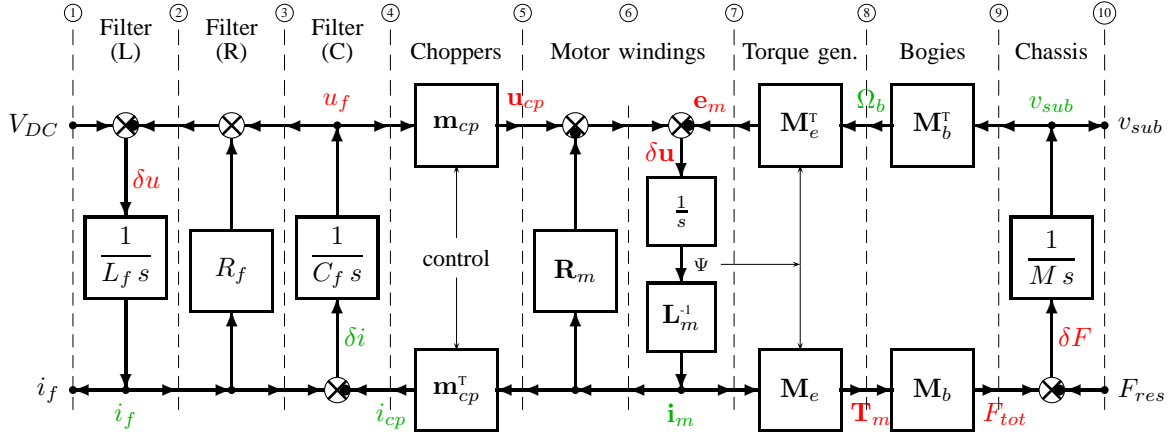 ① ② ③ ④ ⑤ ⑥ ⑦ ⑧ ⑨ ⑩
Filter (L)
Filter (R)
Filter (C)
Choppers
Motor windings
Torque gen.
Bogies
Chassis
u_f
u_cp
e_m
Ω_b
v_sub
V_DC
m_cp
M_e^T
M_b^T
v_sub
δu
δu
1/(L_f s)
R_f
1/(C_f s)
control
R_m
1/s
Ψ
L_m^-1
1/(M s)
δi
δF
i_f
m_cp^T
M_e
M_b
F_res
i_f
i_cp
i_m
T_m
F_tot